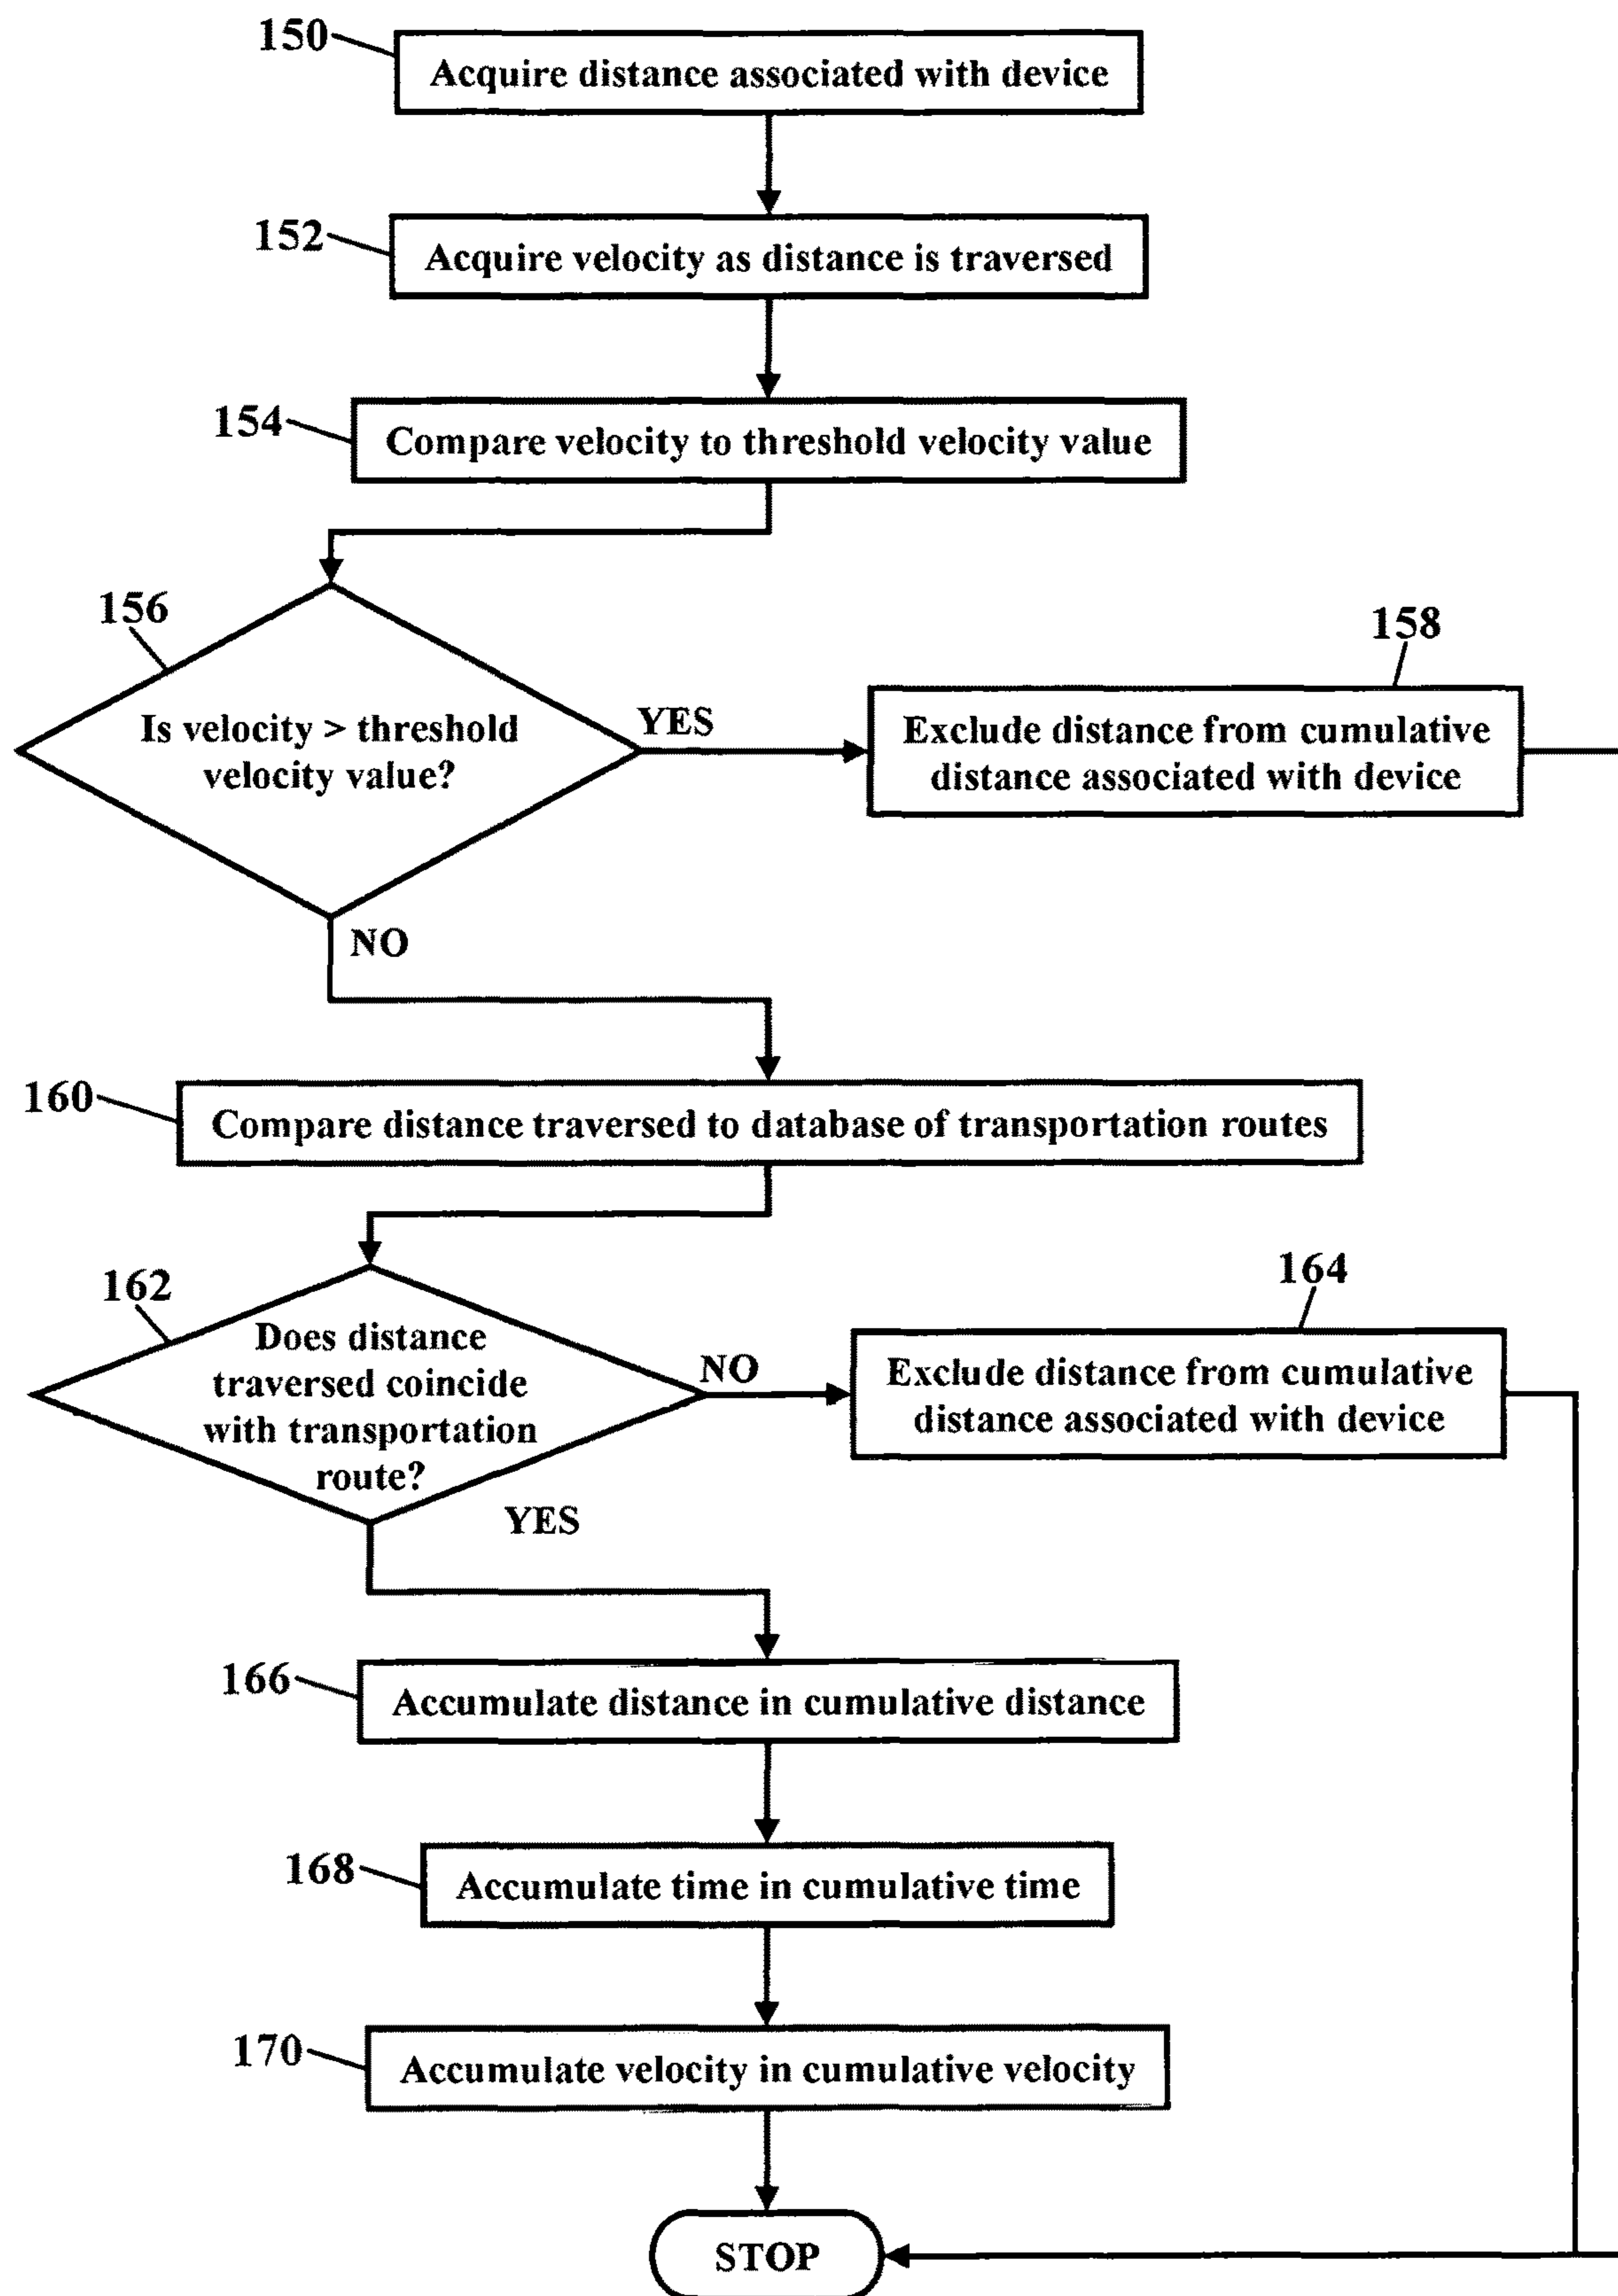 150
Acquire distance associated with device
152
Acquire velocity as distance is traversed
154
Compare velocity to threshold velocity value
156
Is velocity > threshold
velocity value?
YES
158
Exclude distance from cumulative
distance associated with device
NO
160
Compare distance traversed to database of transportation routes
162
Does distance
traversed coincide
with transportation
route?
NO
164
Exclude distance from cumulative
distance associated with device
YES
166
Accumulate distance in cumulative distance
168
Accumulate time in cumulative time
170
Accumulate velocity in cumulative velocity
STOP